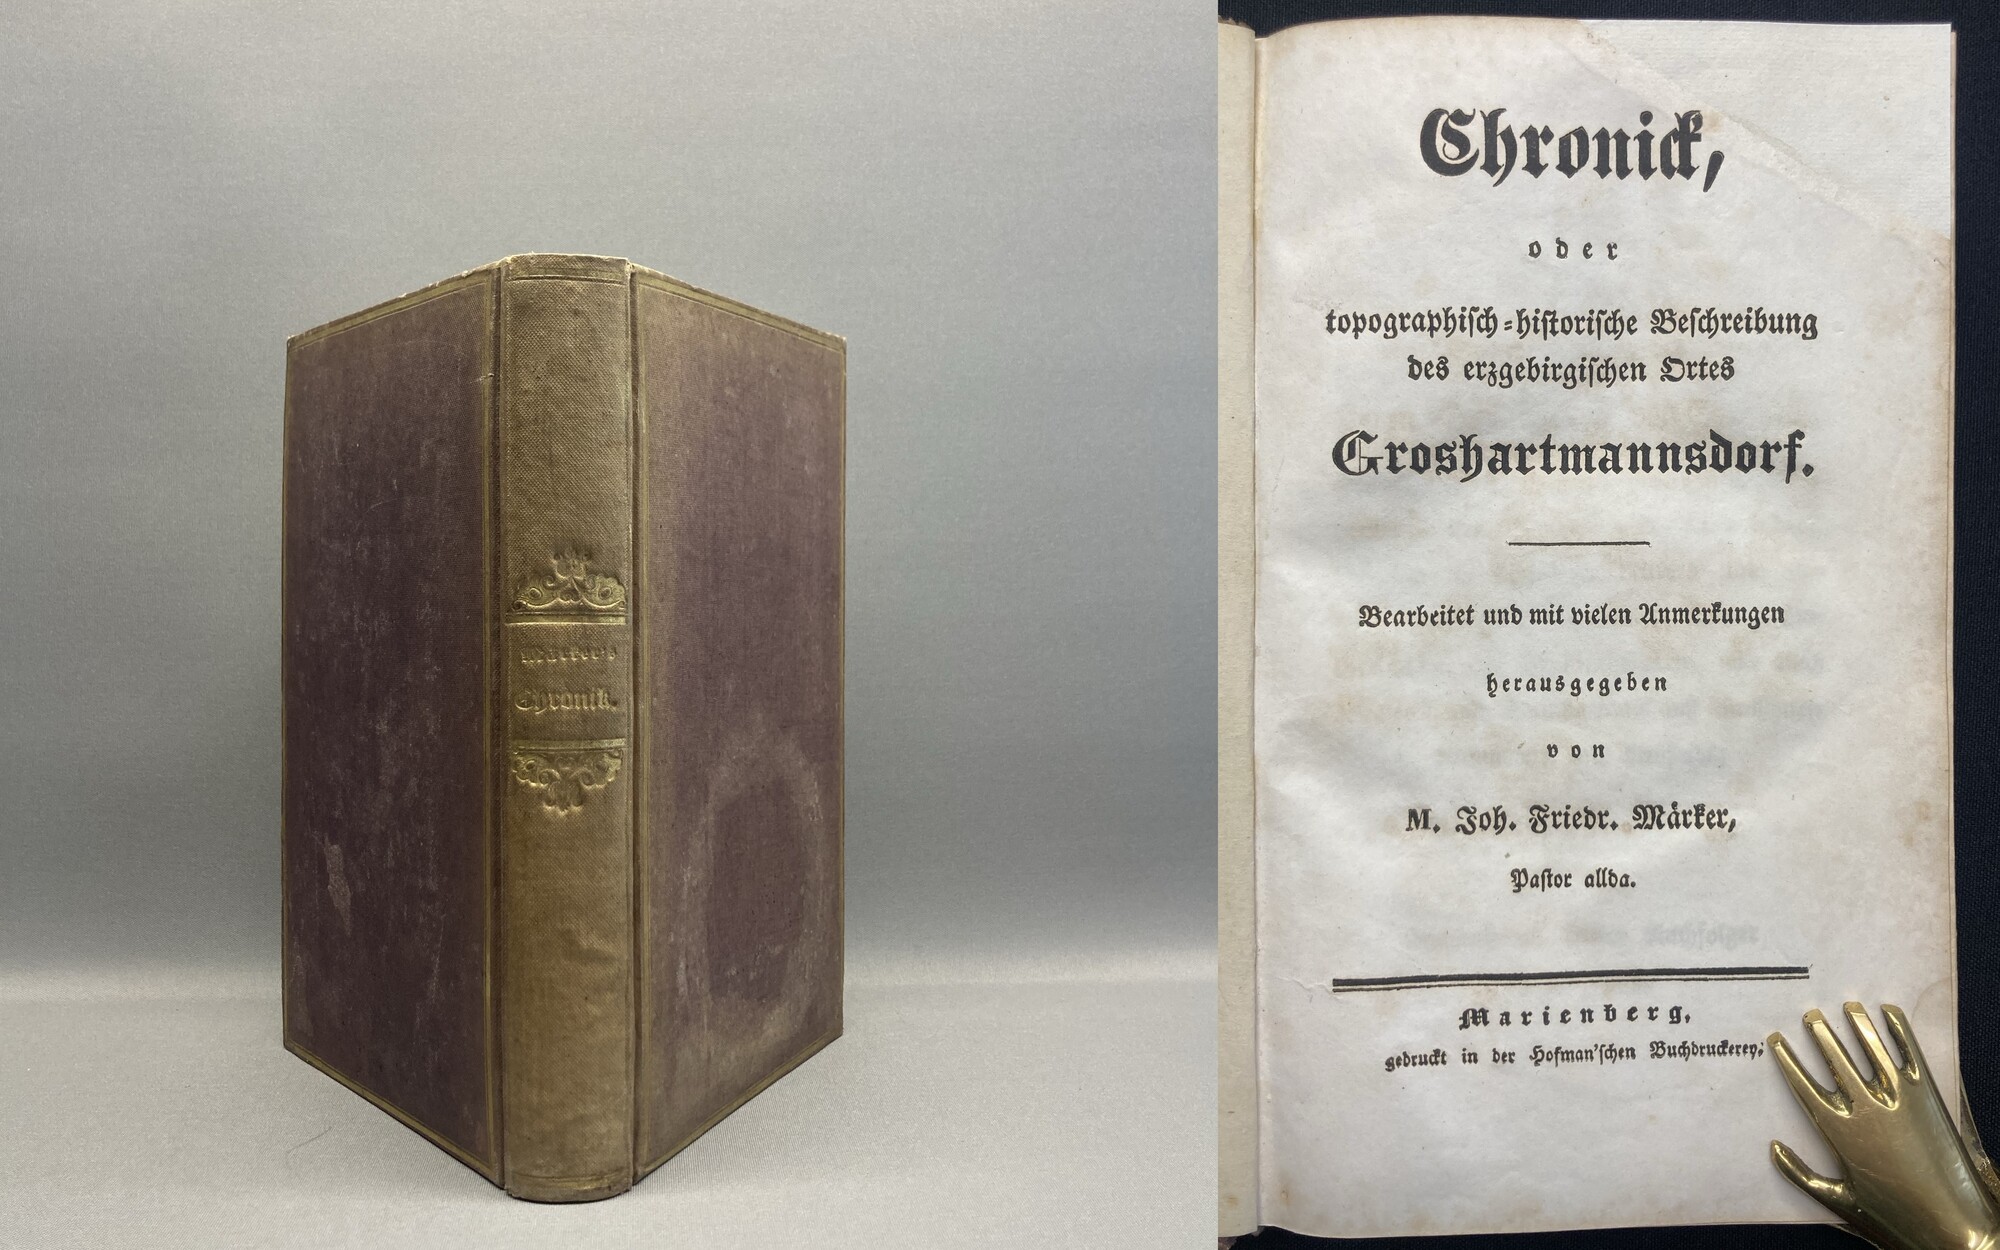 Märker's
Chronik.
Chronick,
oder
topographisch-historische Beschreibung
des erzgebirgischen Ortes
Groshartmannsdorf.
Bearbeitet und mit vielen Anmerkungen
herausgegeben
von
M. Joh. Friedr. Märker,
Pastor allda.
Marienberg,
gedruckt in der Hofman'schen Buchdruckerey.